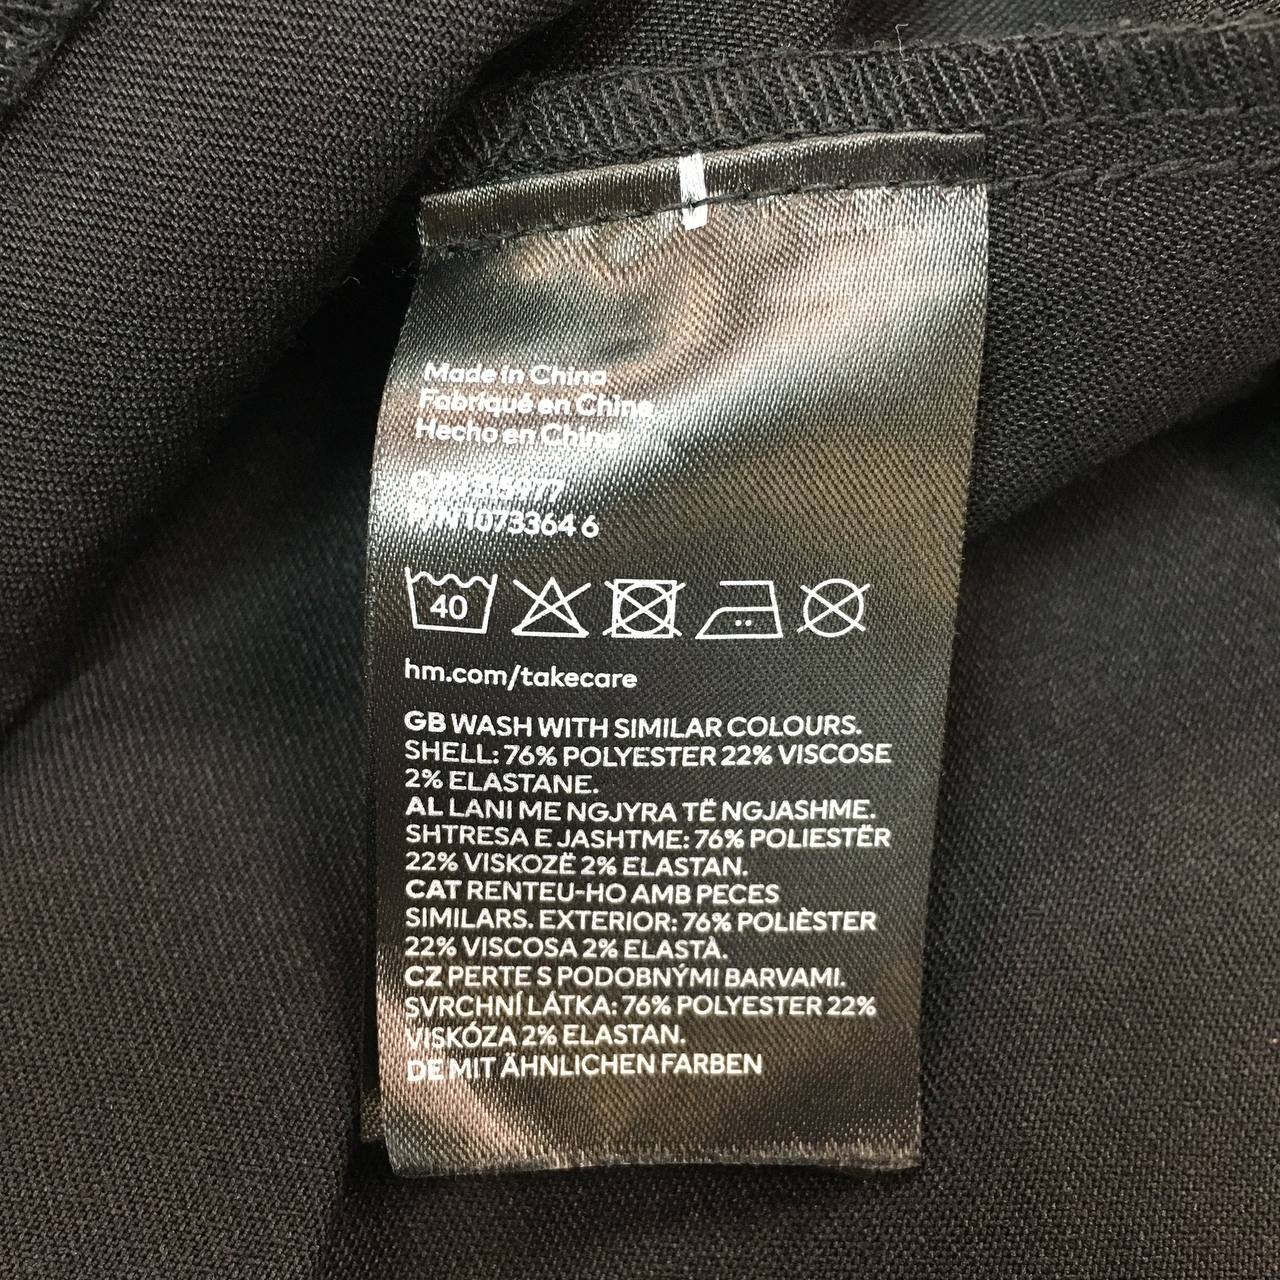 Made in China
Fabriqué en Chine
Hecho en China
P/N 10733646
40
hm.com/takecare
GB WASH WITH SIMILAR COLOURS.
SHELL: 76% POLYESTER 22% VISCOSE
2% ELASTANE.
AL LANI ME NGJYRA TË NGJASHME.
SHTRESA E JASHTME: 76% POLIESTËR
22% VISKOZË 2% ELASTAN.
CAT RENTEU-HO AMB PECES
SIMILARS. EXTERIOR: 76% POLIÈSTER
22% VISCOSA 2% ELASTÀ.
CZ PERTE S PODOBNÝMI BARVAMI.
SVRCHNÍ LÁTKA: 76% POLYESTER 22%
VISKÓZA 2% ELASTAN.
DE MIT ÄHNLICHEN FARBEN